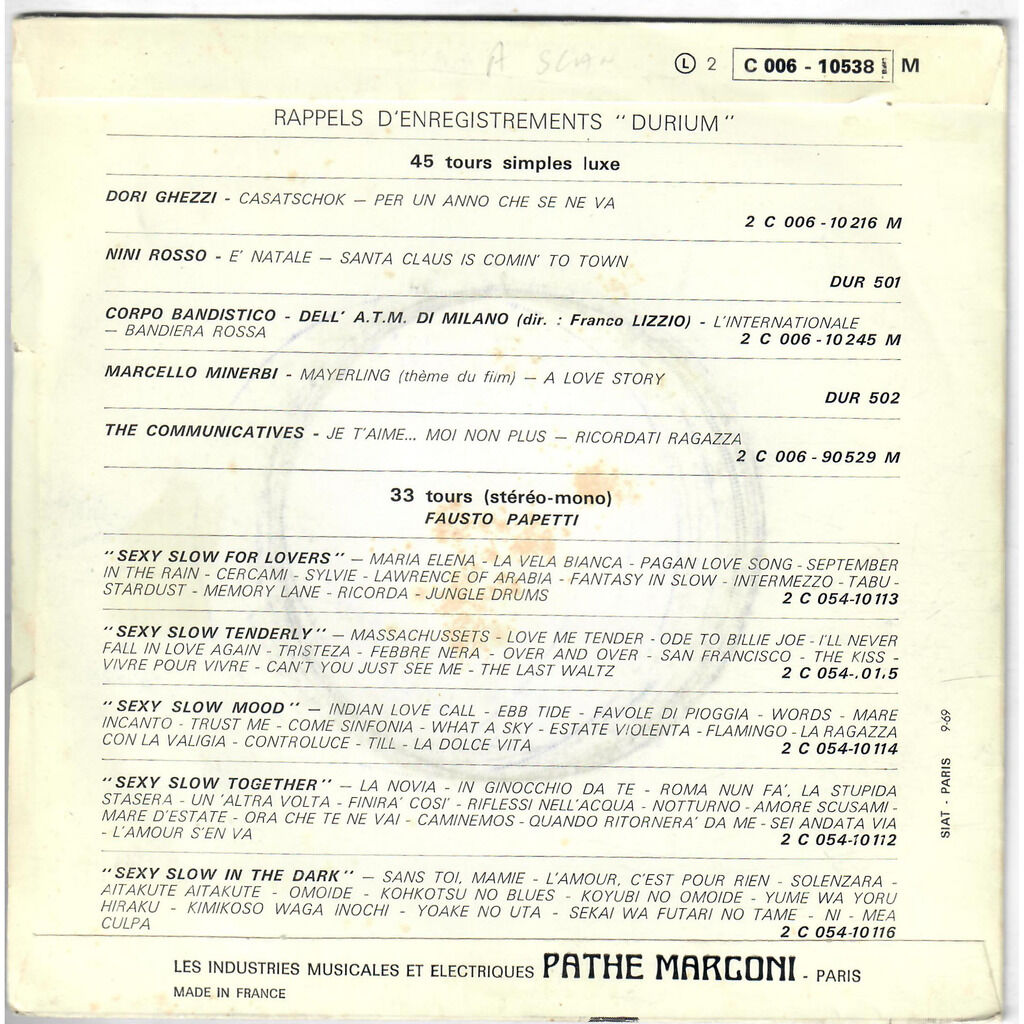 Ⓛ 2 C 006 - 10538 M
RAPPELS D'ENREGISTREMENTS "DURIUM"
45 tours simples luxe
DORI GHEZZI - CASATSCHOK — PER UN ANNO CHE SE NE VA
2 C 006 - 10216 M
NINI ROSSO - E' NATALE — SANTA CLAUS IS COMIN' TO TOWN
DUR 501
CORPO BANDISTICO - DELL' A.T.M. DI MILANO (dir. : Franco LIZZIO) - L'INTERNATIONALE
— BANDIERA ROSSA 2 C 006 - 10245 M
MARCELLO MINERBI - MAYERLING (thème du film) — A LOVE STORY
DUR 502
THE COMMUNICATIVES - JE T'AIME... MOI NON PLUS — RICORDATI RAGAZZA
2 C 006 - 90529 M
33 tours (stéréo-mono)
FAUSTO PAPETTI
"SEXY SLOW FOR LOVERS" — MARIA ELENA - LA VELA BIANCA - PAGAN LOVE SONG - SEPTEMBER
IN THE RAIN - CERCAMI - SYLVIE - LAWRENCE OF ARABIA - FANTASY IN SLOW - INTERMEZZO - TABU -
STARDUST - MEMORY LANE - RICORDA - JUNGLE DRUMS 2 C 054-10113
"SEXY SLOW TENDERLY" — MASSACHUSSETS - LOVE ME TENDER - ODE TO BILLIE JOE - I'LL NEVER
FALL IN LOVE AGAIN - TRISTEZA - FEBBRE NERA - OVER AND OVER - SAN FRANCISCO - THE KISS -
VIVRE POUR VIVRE - CAN'T YOU JUST SEE ME - THE LAST WALTZ 2 C 054-.01.5
"SEXY SLOW MOOD" — INDIAN LOVE CALL - EBB TIDE - FAVOLE DI PIOGGIA - WORDS - MARE
INCANTO - TRUST ME - COME SINFONIA - WHAT A SKY - ESTATE VIOLENTA - FLAMINGO - LA RAGAZZA
CON LA VALIGIA - CONTROLUCE - TILL - LA DOLCE VITA 2 C 054-10114
"SEXY SLOW TOGETHER" — LA NOVIA - IN GINOCCHIO DA TE - ROMA NUN FA', LA STUPIDA
STASERA - UN 'ALTRA VOLTA - FINIRA' COSI' - RIFLESSI NELL'ACQUA - NOTTURNO - AMORE SCUSAMI -
MARE D'ESTATE - ORA CHE TE NE VAI - CAMINEMOS - QUANDO RITORNERA' DA ME - SEI ANDATA VIA
- L'AMOUR S'EN VA 2 C 054-10112
"SEXY SLOW IN THE DARK" — SANS TOI, MAMIE - L'AMOUR, C'EST POUR RIEN - SOLENZARA -
AITAKUTE AITAKUTE - OMOIDE - KOHKOTSU NO BLUES - KOYUBI NO OMOIDE - YUME WA YORU
HIRAKU - KIMIKOSO WAGA INOCHI - YOAKE NO UTA - SEKAI WA FUTARI NO TAME - NI - MEA
CULPA 2 C 054-10116
SIAT - PARIS 9-69
LES INDUSTRIES MUSICALES ET ELECTRIQUES PATHE MARCONI - PARIS
MADE IN FRANCE